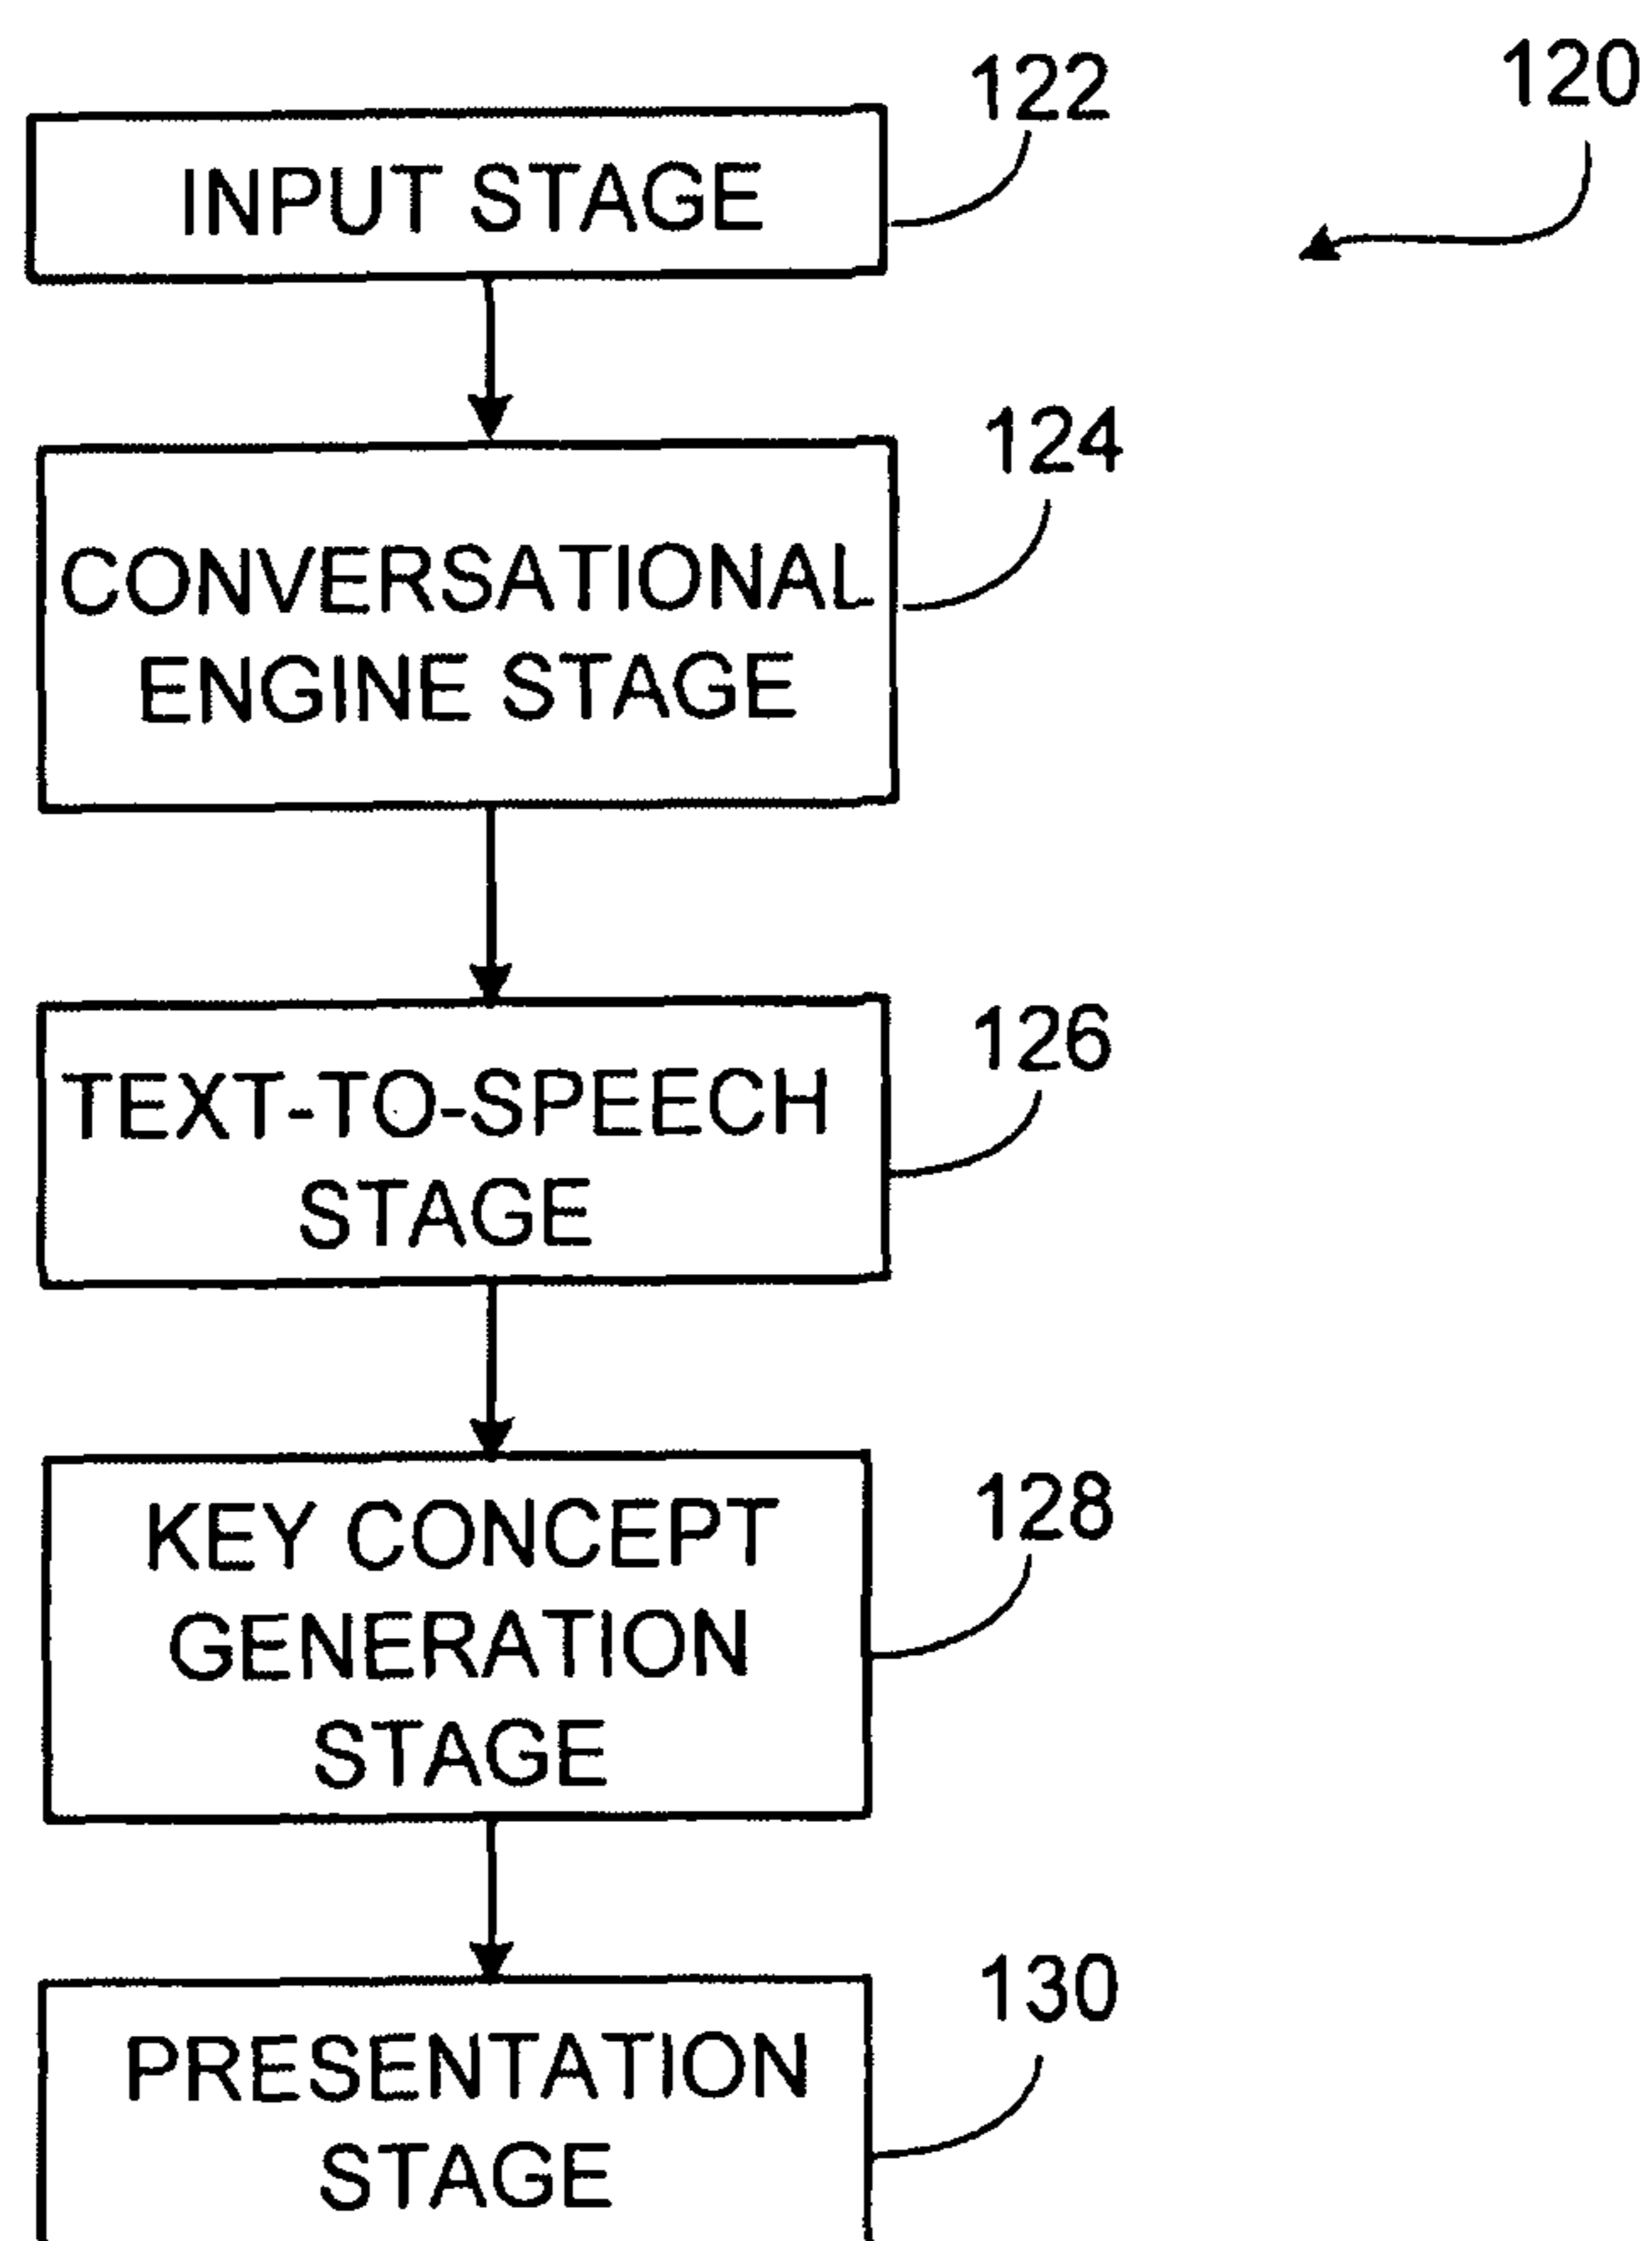 120
122
INPUT STAGE
124
CONVERSATIONAL
ENGINE STAGE
126
TEXT-TO-SPEECH
STAGE
128
KEY CONCEPT
GENERATION
STAGE
130
PRESENTATION
STAGE